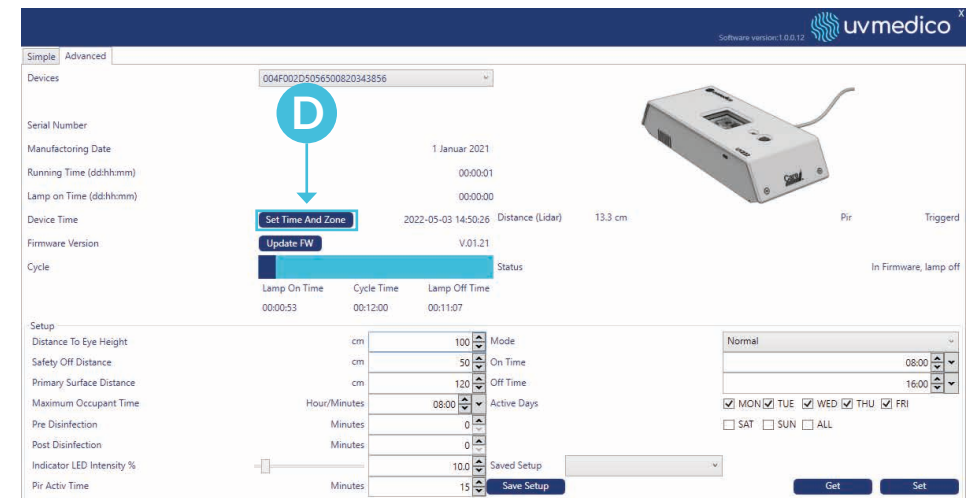 X
uvmedico
Software version:1.0.0.12
Simple Advanced
Devices 004F002D5056500820343856
D
Serial Number
Manufactoring Date 1 Januar 2021
Running Time (dd:hh:mm) 00:00:01
Lamp on Time (dd:hh:mm) 00:00:00
Device Time Set Time And Zone 2022-05-03 14:50:26 Distance (Lidar) 13.3 cm Pir Triggerd
Firmware Version Update FW V.01.21
Cycle Status In Firmware, lamp off
Lamp On Time Cycle Time Lamp Off Time
00:00:53 00:12:00 00:11:07
Setup
Distance To Eye Height cm 100 Mode Normal
Safety Off Distance cm 50 On Time 08:00
Primary Surface Distance cm 120 Off Time 16:00
Maximum Occupant Time Hour/Minutes 08:00 Active Days MON TUE WED THU FRI
Pre Disinfection Minutes 0 SAT SUN ALL
Post Disinfection Minutes 0
Indicator LED Intensity % 10.0 Saved Setup
Pir Activ Time Minutes 15 Save Setup Get Set